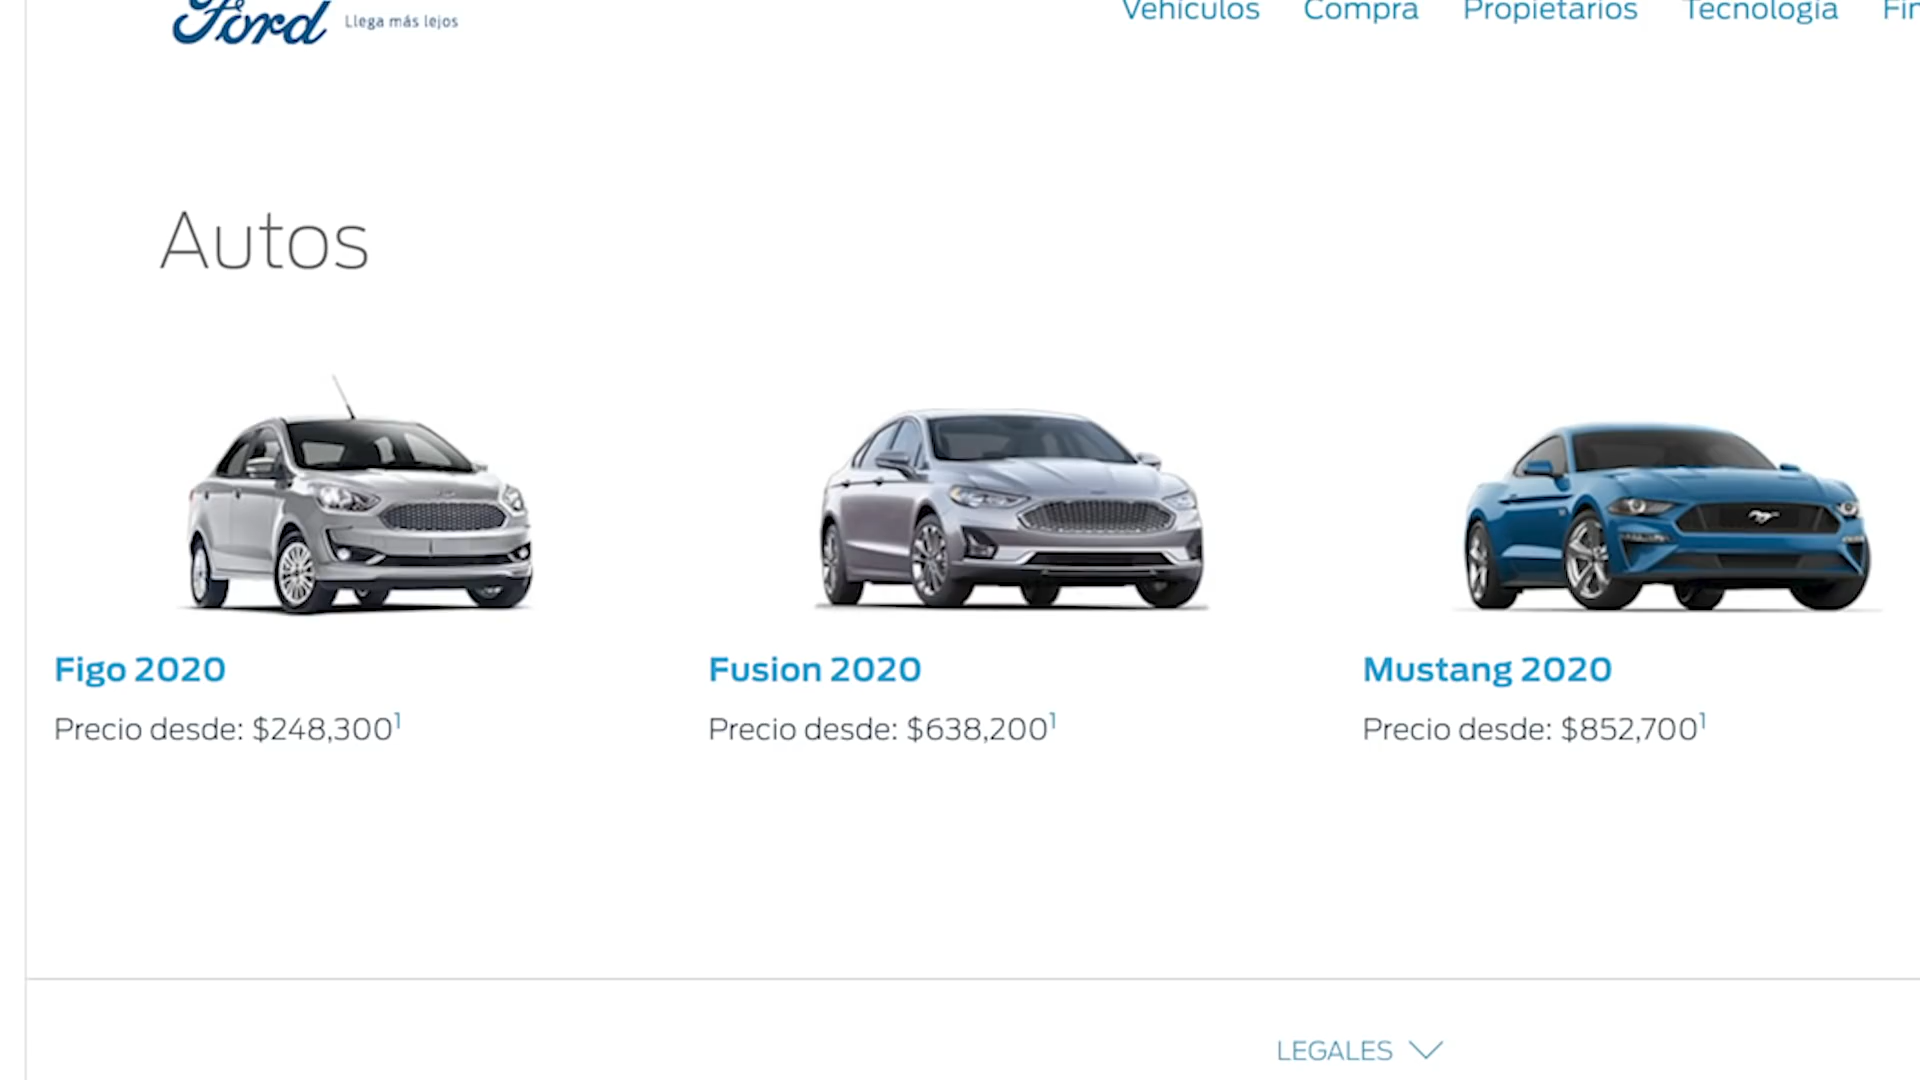 Ford Llega más lejos
Vehículos Compra Propietarios Tecnología
Autos
Figo 2020
Precio desde: $248,300¹
Fusion 2020
Precio desde: $638,200¹
Mustang 2020
Precio desde: $852,700¹
LEGALES